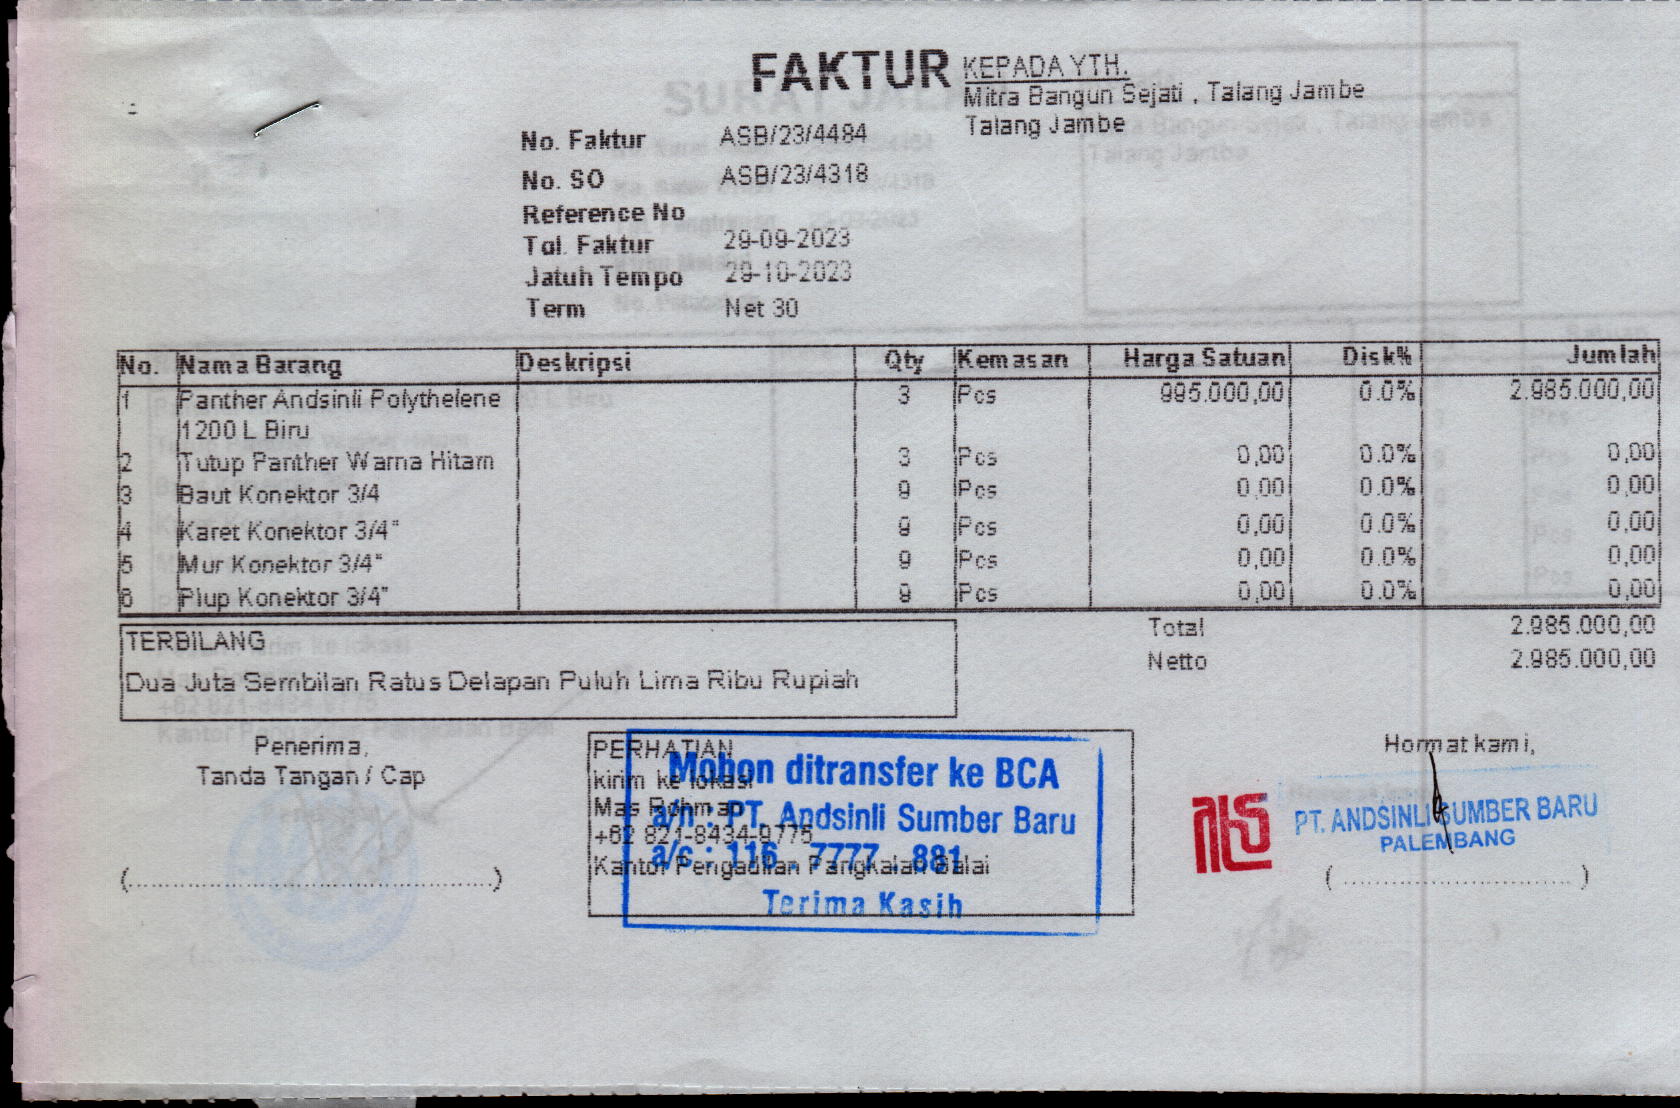 FAKTUR
KEPADA YTH.
Mitra Bangun Sejati , Talang Jambe
Talang Jambe
No. Faktur ASB/23/4484
No. SO ASB/23/4318
Reference No
Tgl. Faktur 29-09-2023
Jatuh Tempo 29-10-2023
Term Net 30
No. Nama Barang Deskripsi Qty Kemasan Harga Satuan Disk% Jumlah
1 Panther Andsinli Polythelene 3 Pcs 995.000,00 0.0% 2.985.000,00
1200 L Biru
2 Tutup Panther Warna Hitam 3 Pcs 0,00 0.0% 0,00
3 Baut Konektor 3/4 9 Pcs 0,00 0.0% 0,00
4 Karet Konektor 3/4" 9 Pcs 0,00 0.0% 0,00
5 Mur Konektor 3/4" 9 Pcs 0,00 0.0% 0,00
6 Plup Konektor 3/4" 9 Pcs 0,00 0.0% 0,00
Total 2.985.000,00
Netto 2.985.000,00
TERBILANG
Dua Juta Sembilan Ratus Delapan Puluh Lima Ribu Rupiah
Penerima,
Tanda Tangan / Cap
(........................................)
PERHATIAN
kirim ke lokasi
Mas Rohman
+62 821-8434-9775
Kantor Pengadilan Pangkalan Balai
Mohon ditransfer ke BCA
a/n : PT. Andsinli Sumber Baru
a/c : 116 . 7777 . 881
Terima Kasih
Hormat kami,
PT. ANDSINLI SUMBER BARU
PALEMBANG
(............................)